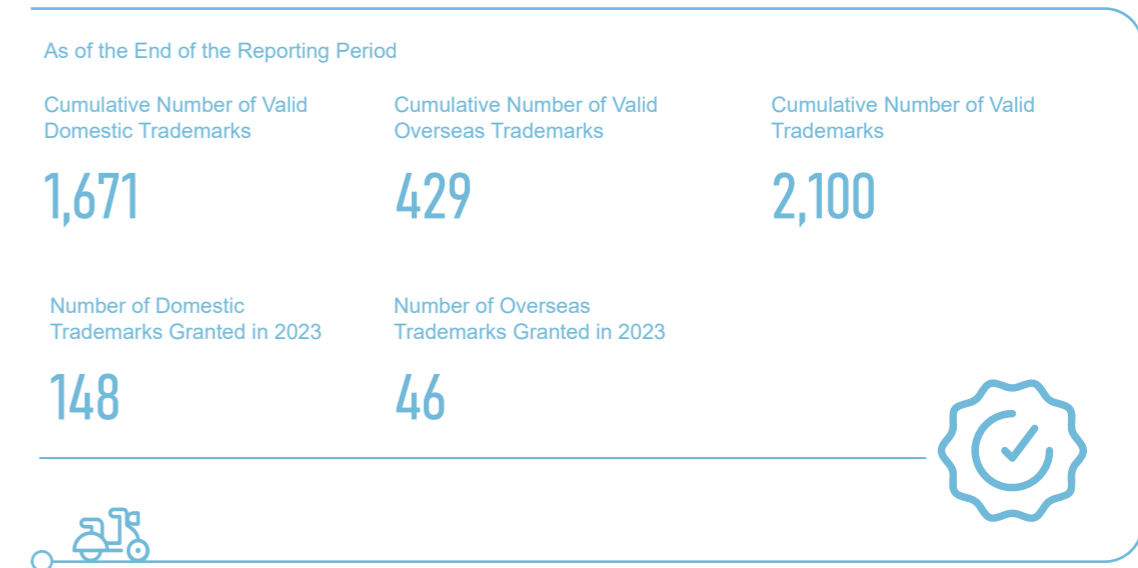 As of the End of the Reporting Period
Cumulative Number of Valid
Domestic Trademarks
1,671
Cumulative Number of Valid
Overseas Trademarks
429
Cumulative Number of Valid
Trademarks
2,100
Number of Domestic
Trademarks Granted in 2023
148
Number of Overseas
Trademarks Granted in 2023
46